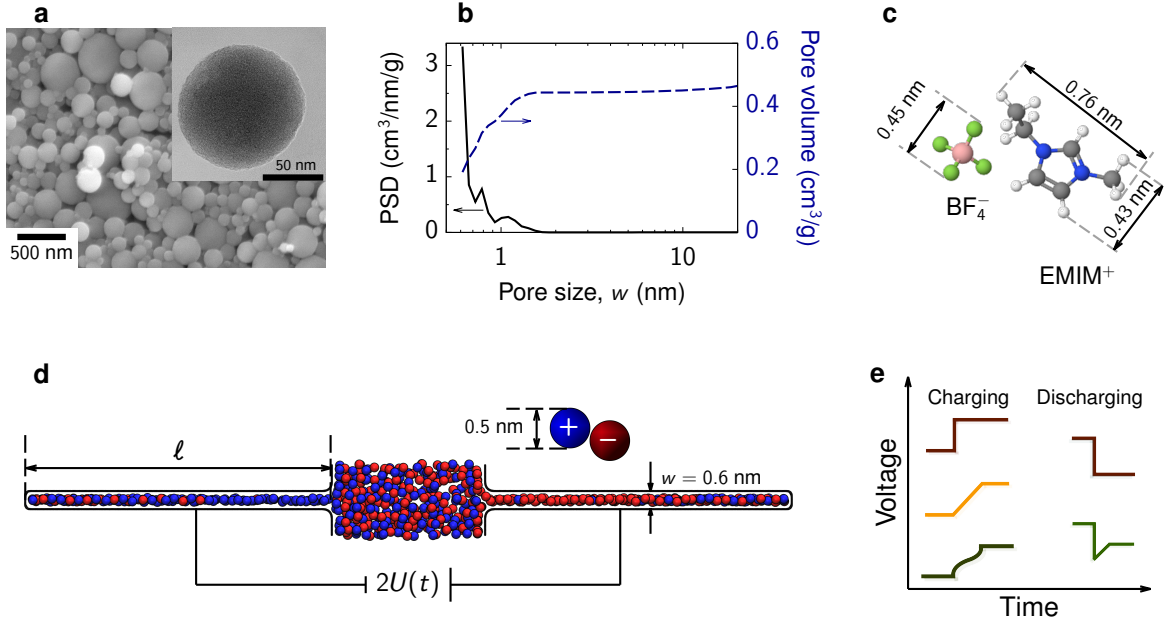 a
500 nm
50 nm
b
PSD (cm³/nm/g)
3
2
1
0
0.6
0.4
0.2
0
Pore volume (cm³/g)
1
10
Pore size, w (nm)
c
0.45 nm
0.76 nm
0.43 nm
BF₄⁻
EMIM⁺
d
ℓ
0.5 nm
+
−
w = 0.6 nm
2U(t)
e
Charging
Discharging
Voltage
Time